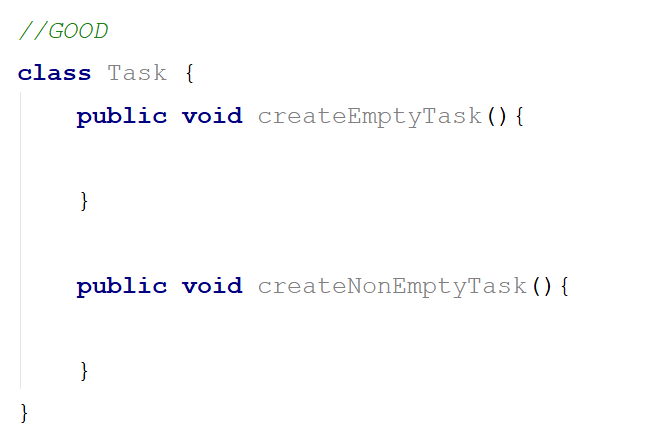 //GOOD
class Task {
    public void createEmptyTask(){
    }
    public void createNonEmptyTask(){
    }
}